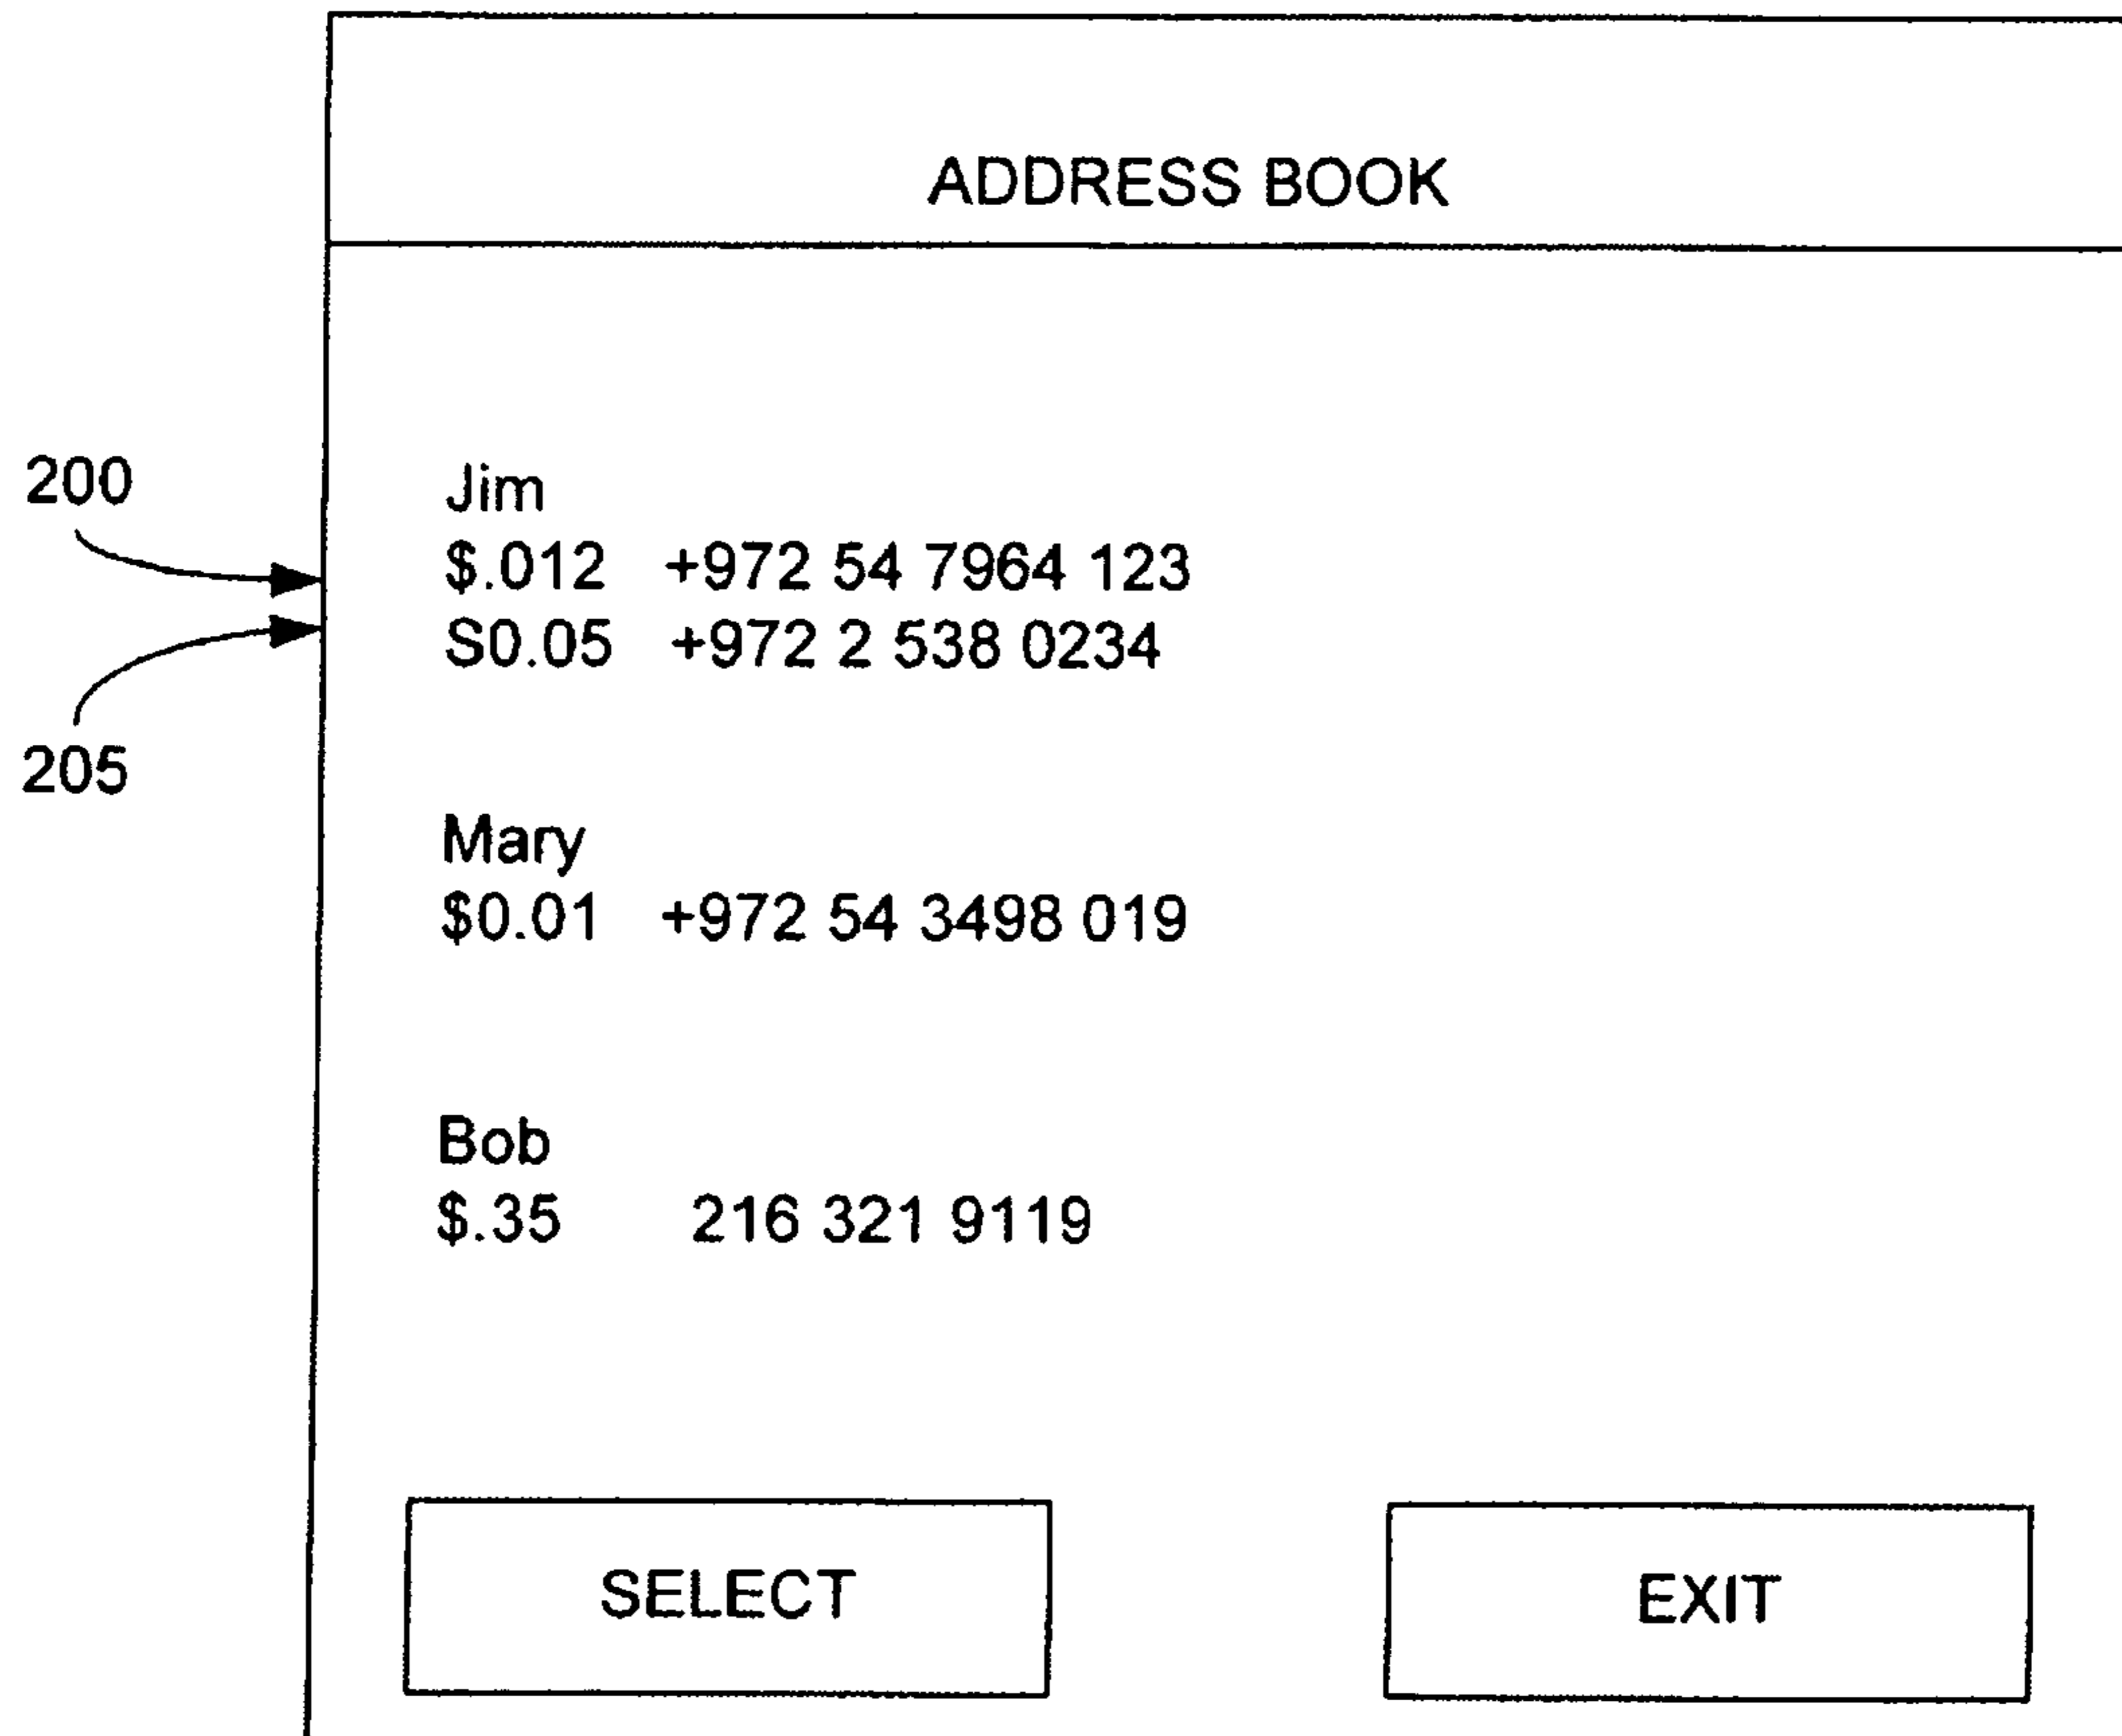 ADDRESS BOOK
200
Jim
$.012 +972 54 7964 123
S0.05 +972 2 538 0234
205
Mary
$0.01 +972 54 3498 019
Bob
$.35 216 321 9119
SELECT EXIT